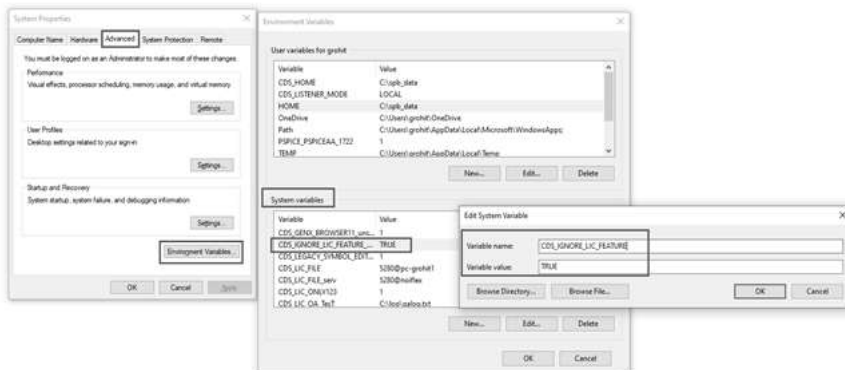 System Properties
Computer Name Hardware Advanced System Protection Remote
You must be logged on as an Administrator to make most of these changes.
Performance
Visual effects, processor scheduling, memory usage, and virtual memory
Settings...
User Profiles
Desktop settings related to your sign-in
Settings...
Startup and Recovery
System startup, system failure, and debugging information
Settings...
Environment Variables...
OK Cancel Apply
Environment Variables
User variables for grohit
Variable Value
CDS_HOME C:\spb_data
CDS_LISTENER_MODE LOCAL
HOME C:\spb_data
OneDrive C:\Users\grohit\OneDrive
Path C:\Users\grohit\AppData\Local\Microsoft\WindowsApps;
PSPICE_PSPICEAA_1722 1
TEMP C:\Users\grohit\AppData\Local\Temp
New... Edit... Delete
System variables
Variable Value
CDS_GENX_BROWSER11_unc... 1
CDS_IGNORE_LIC_FEATURE_... TRUE
CDS_LEGACY_SYMBOL_EDIT... 1
CDS_LIC_FILE 5280@pc-grohit1
CDS_LIC_FILE_serv 5280@noiflex
CDS_LIC_ONLY123 1
CDS_LIC_OA_TesT
New... Edit... Delete
OK Cancel
Edit System Variable
Variable name: CDS_IGNORE_LIC_FEATURE
Variable value: TRUE
Browse Directory... Browse File... OK Cancel